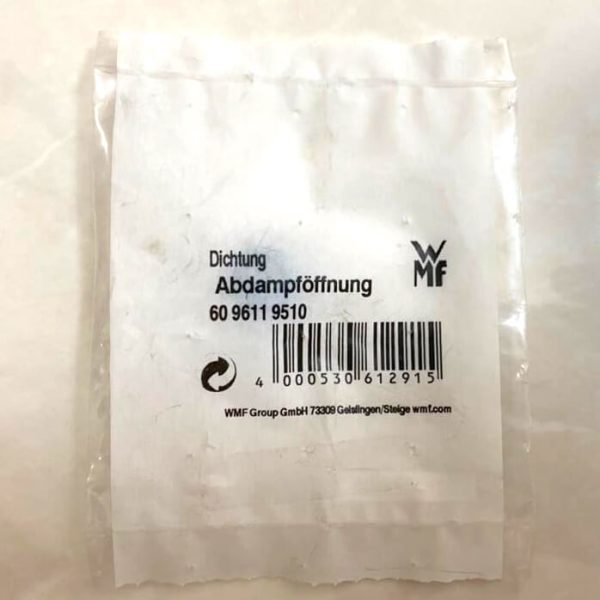 Dichtung
WMF
Abdampföffnung
60 9611 9510
4 000530 612915
WMF Group GmbH 73309 Geislingen/Steige wmf.com